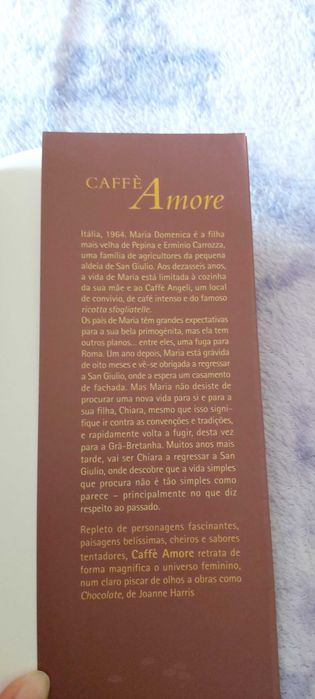 CAFFÈ
Amore
Itália, 1964. Maria Domenica é a filha
mais velha de Pepina e Erminio Carrozza,
uma família de agricultores da pequena
aldeia de San Giulio. Aos dezasseis anos,
a vida de Maria está limitada à cozinha
da sua mãe e ao Caffè Angeli, um local
de convívio, de café intenso e do famoso
ricotta sfogliatelle.
Os pais de Maria têm grandes expectativas
para a sua bela primogénita, mas ela tem
outros planos... entre eles, uma fuga para
Roma. Um ano depois, Maria está grávida
de oito meses e vê-se obrigada a regressar
a San Giulio, onde a espera um casamento
de fachada. Mas Maria não desiste de
procurar uma nova vida para si e para a
sua filha, Chiara, mesmo que isso signi-
fique ir contra as convenções e tradições,
e rapidamente volta a fugir, desta vez
para a Grã-Bretanha. Muitos anos mais
tarde, vai ser Chiara a regressar a San
Giulio, onde descobre que a vida simples
que procura não é tão simples como
parece – principalmente no que diz
respeito ao passado.
Repleto de personagens fascinantes,
paisagens belíssimas, cheiros e sabores
tentadores, Caffè Amore retrata de
forma magnífica o universo feminino,
num claro piscar de olhos a obras como
Chocolate, de Joanne Harris